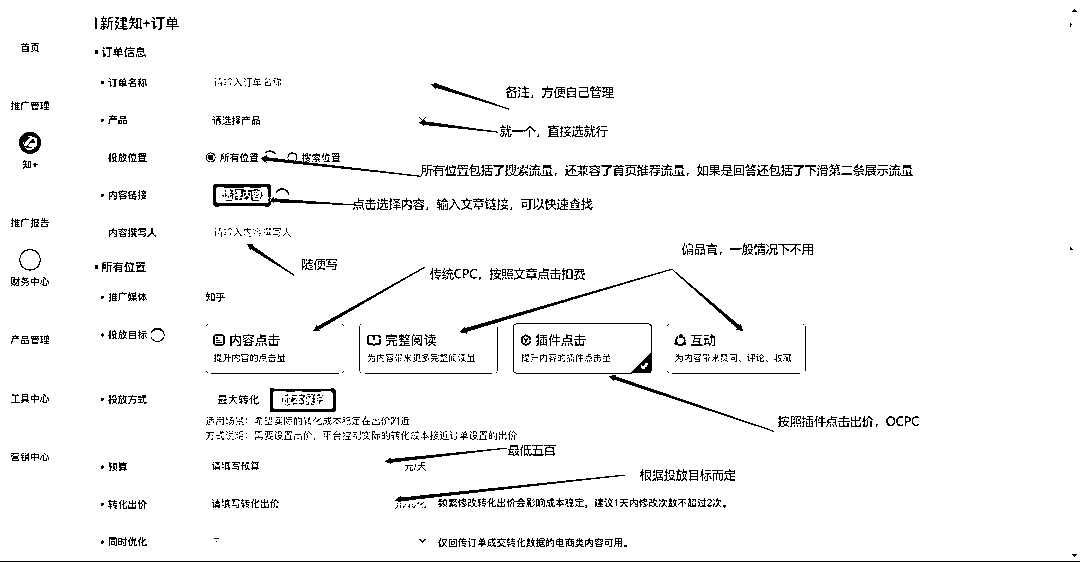 新建知+订单
首页
订单信息
订单名称
请输入订单名称
备注，方便自己管理
推广管理
产品
请选择产品
就一个，直接选就行
知+
投放位置
所有位置
搜索位置
所有位置包括了搜索流量，还兼容了首页推荐流量，如果是回答还包括了下滑第二条展示流量
内容链接
选择内容
点击选择内容，输入文章链接，可以快速查找
推广报告
内容撰写人
请输入内容撰写人
随便写
偏品宣，一般情况下不用
所有位置
传统CPC，按照文章点击扣费
财务中心
推广媒体
知乎
产品管理
投放目标
内容点击
提升内容的点击量
完整阅读
为内容带来更多完整阅读量
插件点击
提升内容的插件点击量
互动
为内容带来赞同、评论、收藏
工具中心
投放方式
最大转化
按照插件点击出价，OCPC
适用场景：希望实际的转化成本稳定在出价附近
方式说明：需要设置出价，平台控制实际的转化成本接近订单设置的出价
营销中心
预算
请填写预算
元/天
最低五百
根据投放目标而定
转化出价
请填写转化出价
频繁修改转化出价会影响成本稳定，建议1天内修改次数不超过2次。
同时优化
仅回传订单成交转化数据的电商类内容可用。